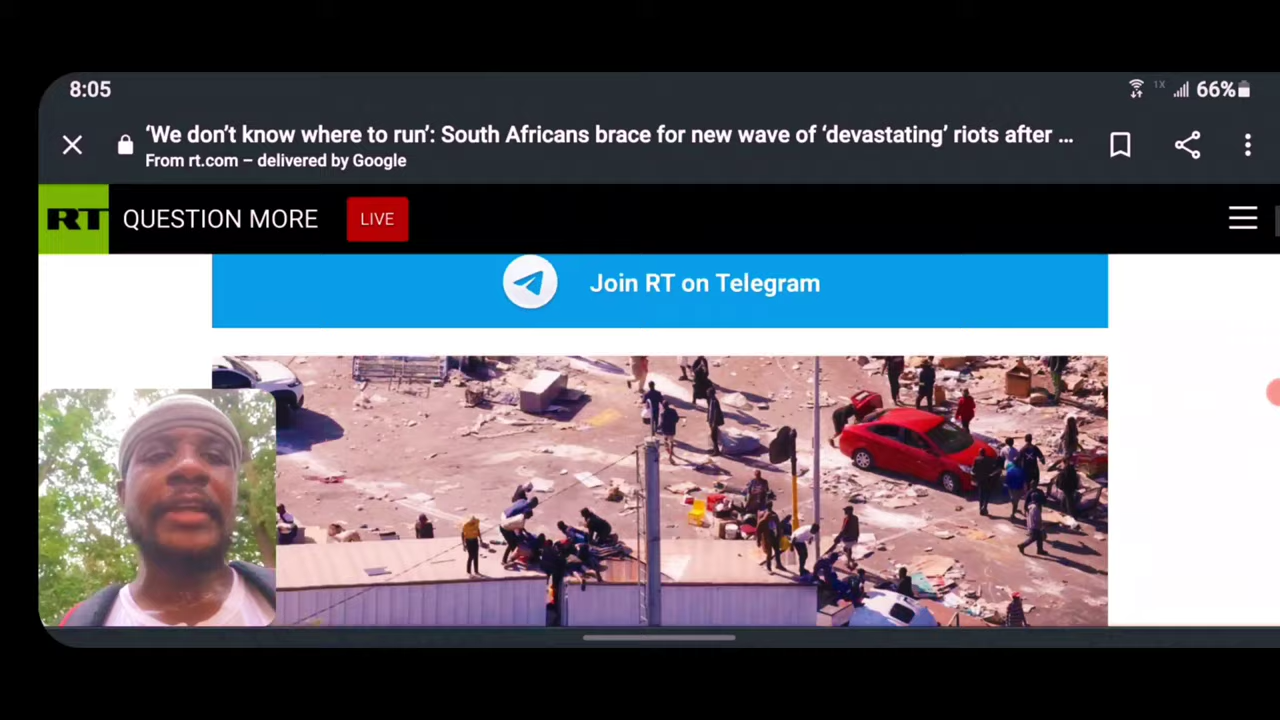 8:05
1X
66%
‘We don’t know where to run’: South Africans brace for new wave of ‘devastating’ riots after ...
From rt.com – delivered by Google
RT QUESTION MORE LIVE
Join RT on Telegram